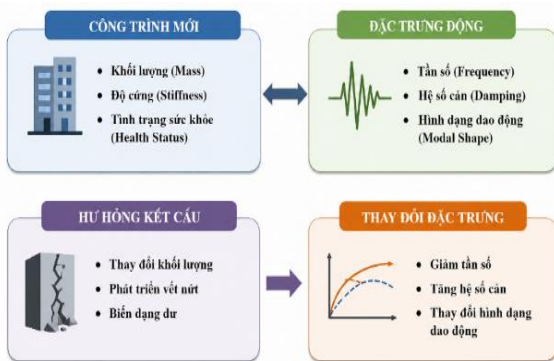 CÔNG TRÌNH MỚI
• Khối lượng (Mass)
• Độ cứng (Stiffness)
• Tình trạng sức khỏe
(Health Status)
ĐẶC TRƯNG ĐỘNG
• Tần số (Frequency)
• Hệ số cản (Damping)
• Hình dạng dao động
(Modal Shape)
HƯ HỎNG KẾT CẤU
• Thay đổi khối lượng
• Phát triển vết nứt
• Biến dạng dư
THAY ĐỔI ĐẶC TRƯNG
• Giảm tần số
• Tăng hệ số cản
• Thay đổi hình dạng
dao động